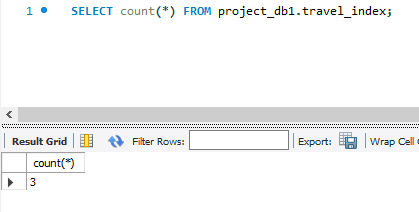 1 SELECT count(*) FROM project_db1.travel_index;
Result Grid Filter Rows: Export: Wrap Cell C
count(*)
3